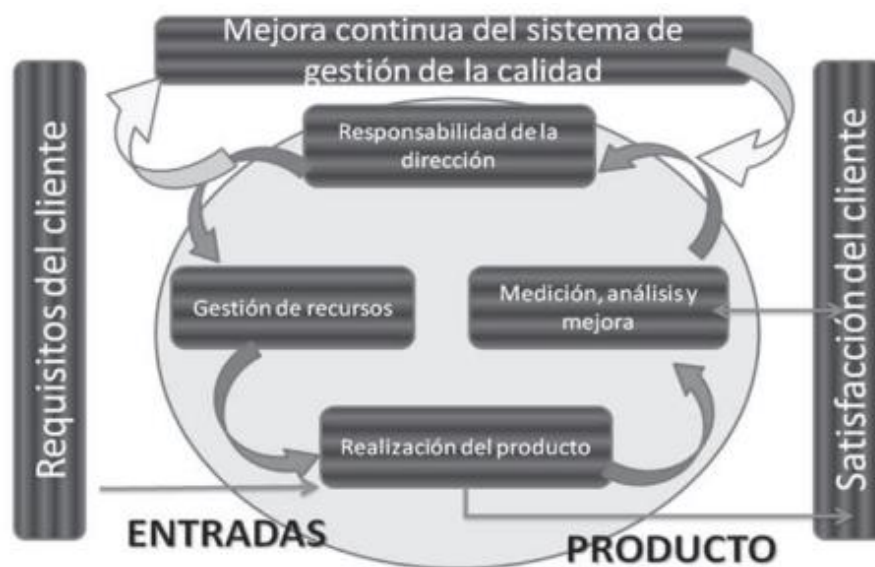 Mejora continua del sistema de
gestión de la calidad
Requisitos del cliente
Responsabilidad de la
dirección
Gestión de recursos
Medición, análisis y
mejora
Realización del producto
Satisfacción del cliente
ENTRADAS
PRODUCTO